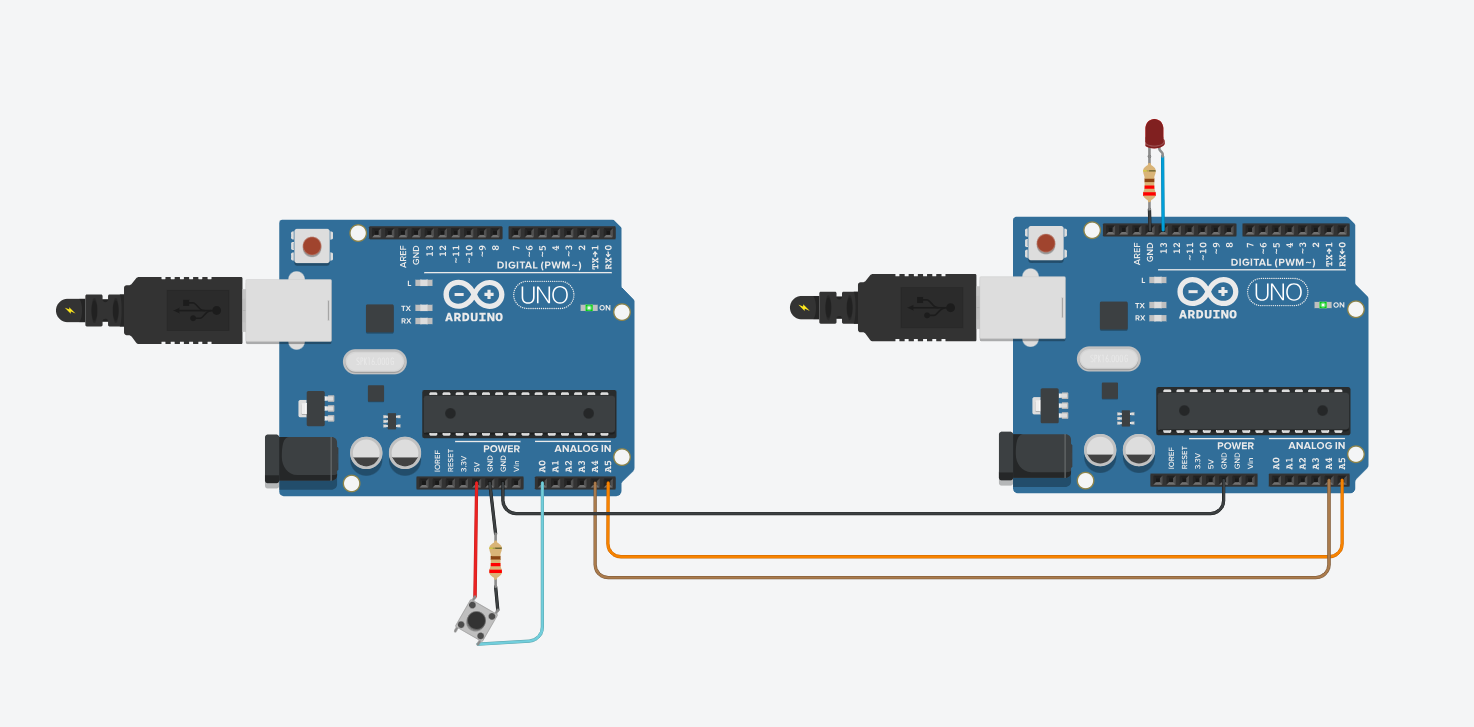 AREF
GND
13
12
~11
~10
~9
8
7
~6
~5
4
~3
2
TX→1
RX←0
DIGITAL (PWM~)
L
TX
RX
UNO
ARDUINO
ON
POWER
ANALOG IN
IOREF
RESET
3.3V
5V
GND
GND
Vin
A0
A1
A2
A3
A4
A5
AREF
GND
13
12
~11
~10
~9
8
7
~6
~5
4
~3
2
TX→1
RX←0
DIGITAL (PWM~)
L
TX
RX
UNO
ARDUINO
ON
POWER
ANALOG IN
IOREF
RESET
3.3V
5V
GND
GND
Vin
A0
A1
A2
A3
A4
A5